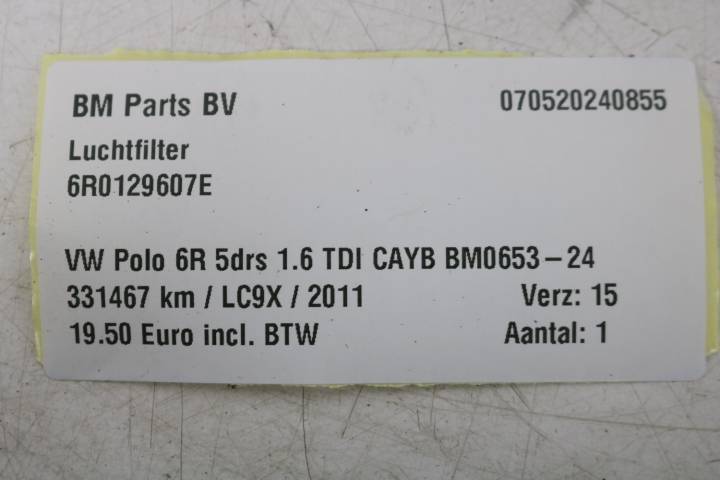 BM Parts BV 070520240855
Luchtfilter
6R0129607E
VW Polo 6R 5drs 1.6 TDI CAYB BM0653-24
331467 km / LC9X / 2011 Verz: 15
19.50 Euro incl. BTW Aantal: 1